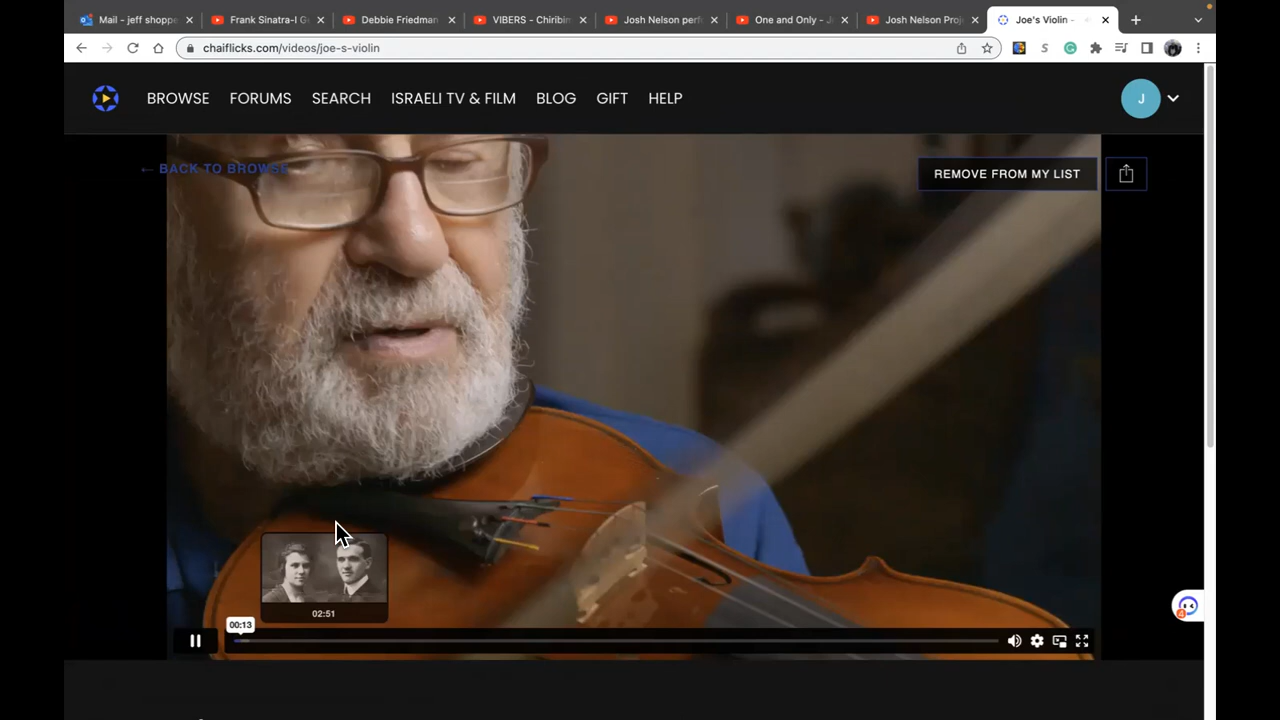 Mail - jeff shoppe
Frank Sinatra-I G
Debbie Friedman
VIBERS - Chiribin
Josh Nelson perf
One and Only - J
Josh Nelson Proj
Joe's Violin -
chaiflicks.com/videos/joe-s-violin
BROWSE
FORUMS
SEARCH
ISRAELI TV & FILM
BLOG
GIFT
HELP
J
← BACK TO BROWSE
REMOVE FROM MY LIST
02:51
00:13